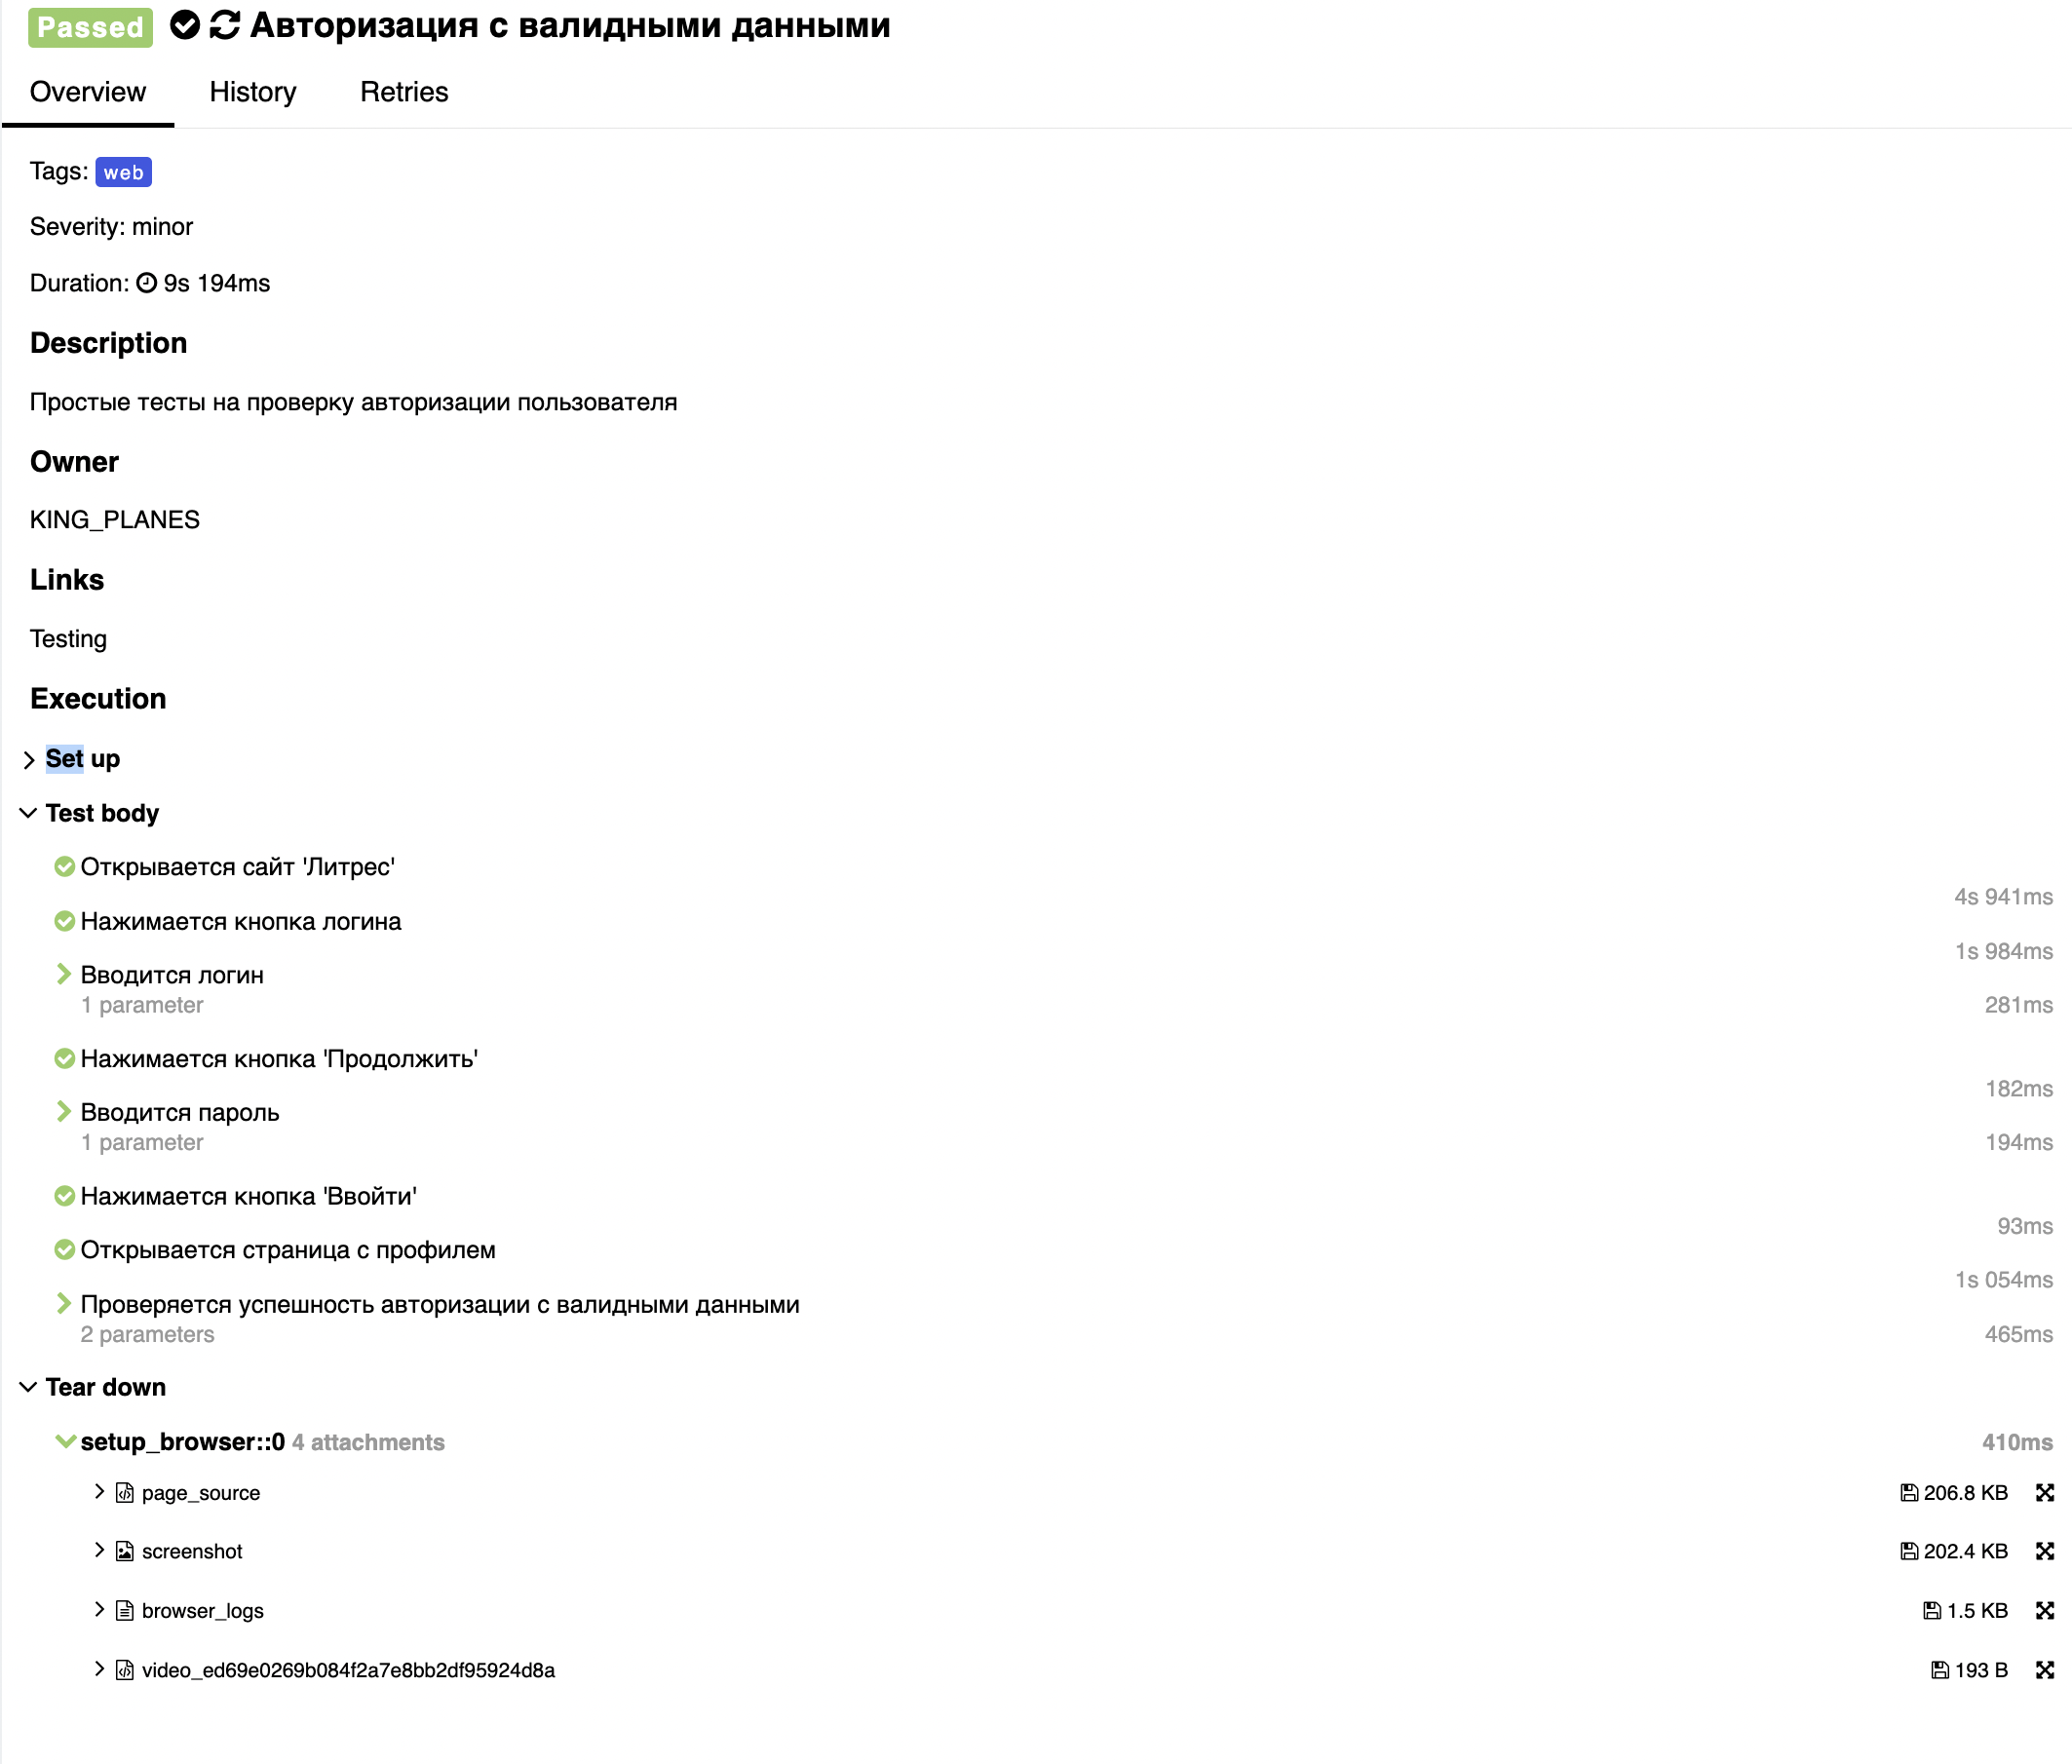 Passed Авторизация с валидными данными
Overview History Retries
Tags: web
Severity: minor
Duration: 9s 194ms
Description
Простые тесты на проверку авторизации пользователя
Owner
KING_PLANES
Links
Testing
Execution
Set up
Test body
Открывается сайт 'Литрес'
4s 941ms
Нажимается кнопка логина
1s 984ms
Вводится логин
1 parameter 281ms
Нажимается кнопка 'Продолжить'
182ms
Вводится пароль
1 parameter 194ms
Нажимается кнопка 'Ввойти'
93ms
Открывается страница с профилем
1s 054ms
Проверяется успешность авторизации с валидными данными
2 parameters 465ms
Tear down
setup_browser::0 4 attachments 410ms
page_source 206.8 KB
screenshot 202.4 KB
browser_logs 1.5 KB
video_ed69e0269b084f2a7e8bb2df95924d8a 193 B